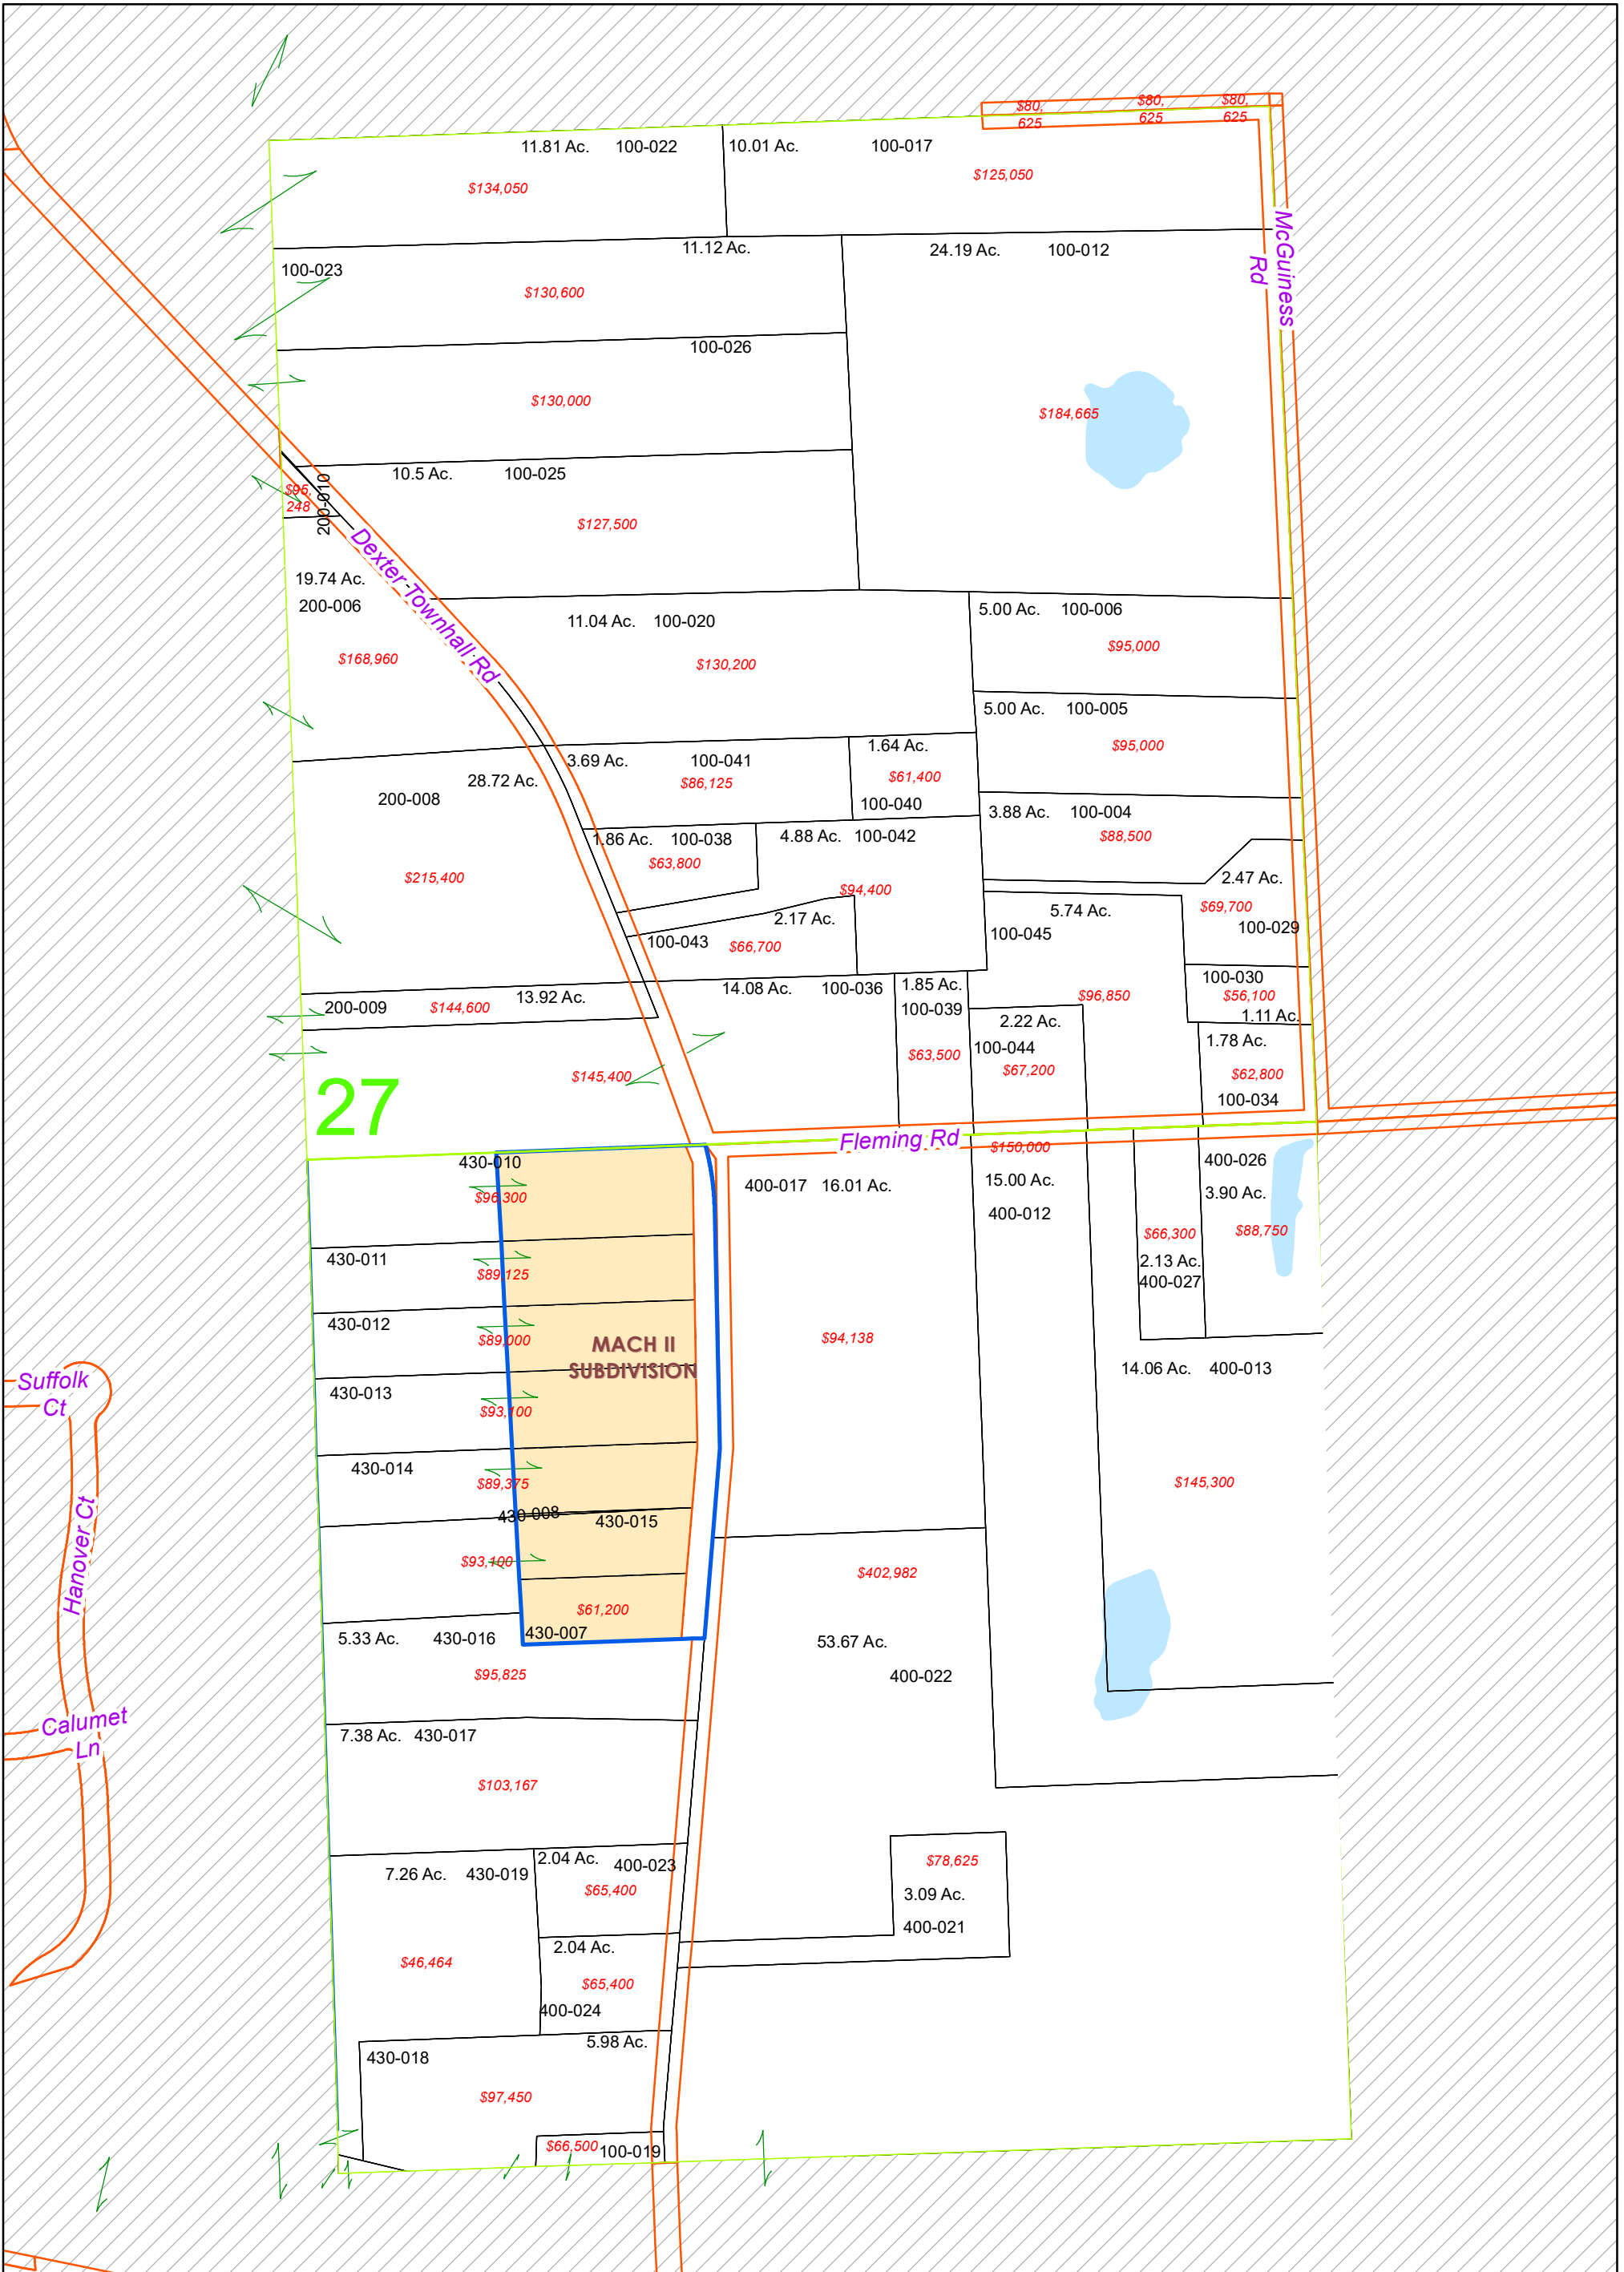 $80, $80, $80,
625 625 625
11.81 Ac. 100-022 10.01 Ac. 100-017
$134,050 $125,050
McGuiness
Rd
11.12 Ac. 24.19 Ac. 100-012
100-023
$130,600
100-026
$130,000 $184,665
10.5 Ac. 100-025
$95,
248
200-010
$127,500
Dexter Townhall Rd
19.74 Ac.
200-006
$168,960
11.04 Ac. 100-020
$130,200
5.00 Ac. 100-006
$95,000
5.00 Ac. 100-005
$95,000
28.72 Ac.
200-008
$215,400
3.69 Ac. 100-041
$86,125
1.64 Ac.
$61,400
100-040
3.88 Ac. 100-004
$88,500
1.86 Ac. 100-038
$63,800
4.88 Ac. 100-042
$94,400
2.47 Ac.
$69,700
100-029
2.17 Ac.
100-043 $66,700
5.74 Ac.
100-045
$96,850
100-030
$56,100
1.11 Ac.
200-009 $144,600 13.92 Ac.
14.08 Ac. 100-036
$145,400
1.85 Ac.
100-039
$63,500
2.22 Ac.
100-044
$67,200
1.78 Ac.
$62,800
100-034
27
Fleming Rd
430-010
$96,300
400-017 16.01 Ac.
$94,138
$150,000
15.00 Ac.
400-012
400-026
3.90 Ac.
$88,750
$66,300
2.13 Ac.
400-027
430-011
$89,125
430-012
$89,000
MACH II
SUBDIVISION
14.06 Ac. 400-013
$145,300
Suffolk
Ct
430-013
$93,100
430-014
$89,375
430-008 430-015
$93,100
Hanover Ct
$61,200
430-007
$402,982
53.67 Ac.
400-022
5.33 Ac. 430-016
$95,825
Calumet
Ln
7.38 Ac. 430-017
$103,167
7.26 Ac. 430-019
$46,464
2.04 Ac. 400-023
$65,400
$78,625
3.09 Ac.
400-021
2.04 Ac.
$65,400
400-024
5.98 Ac.
430-018
$97,450
$66,500 100-019